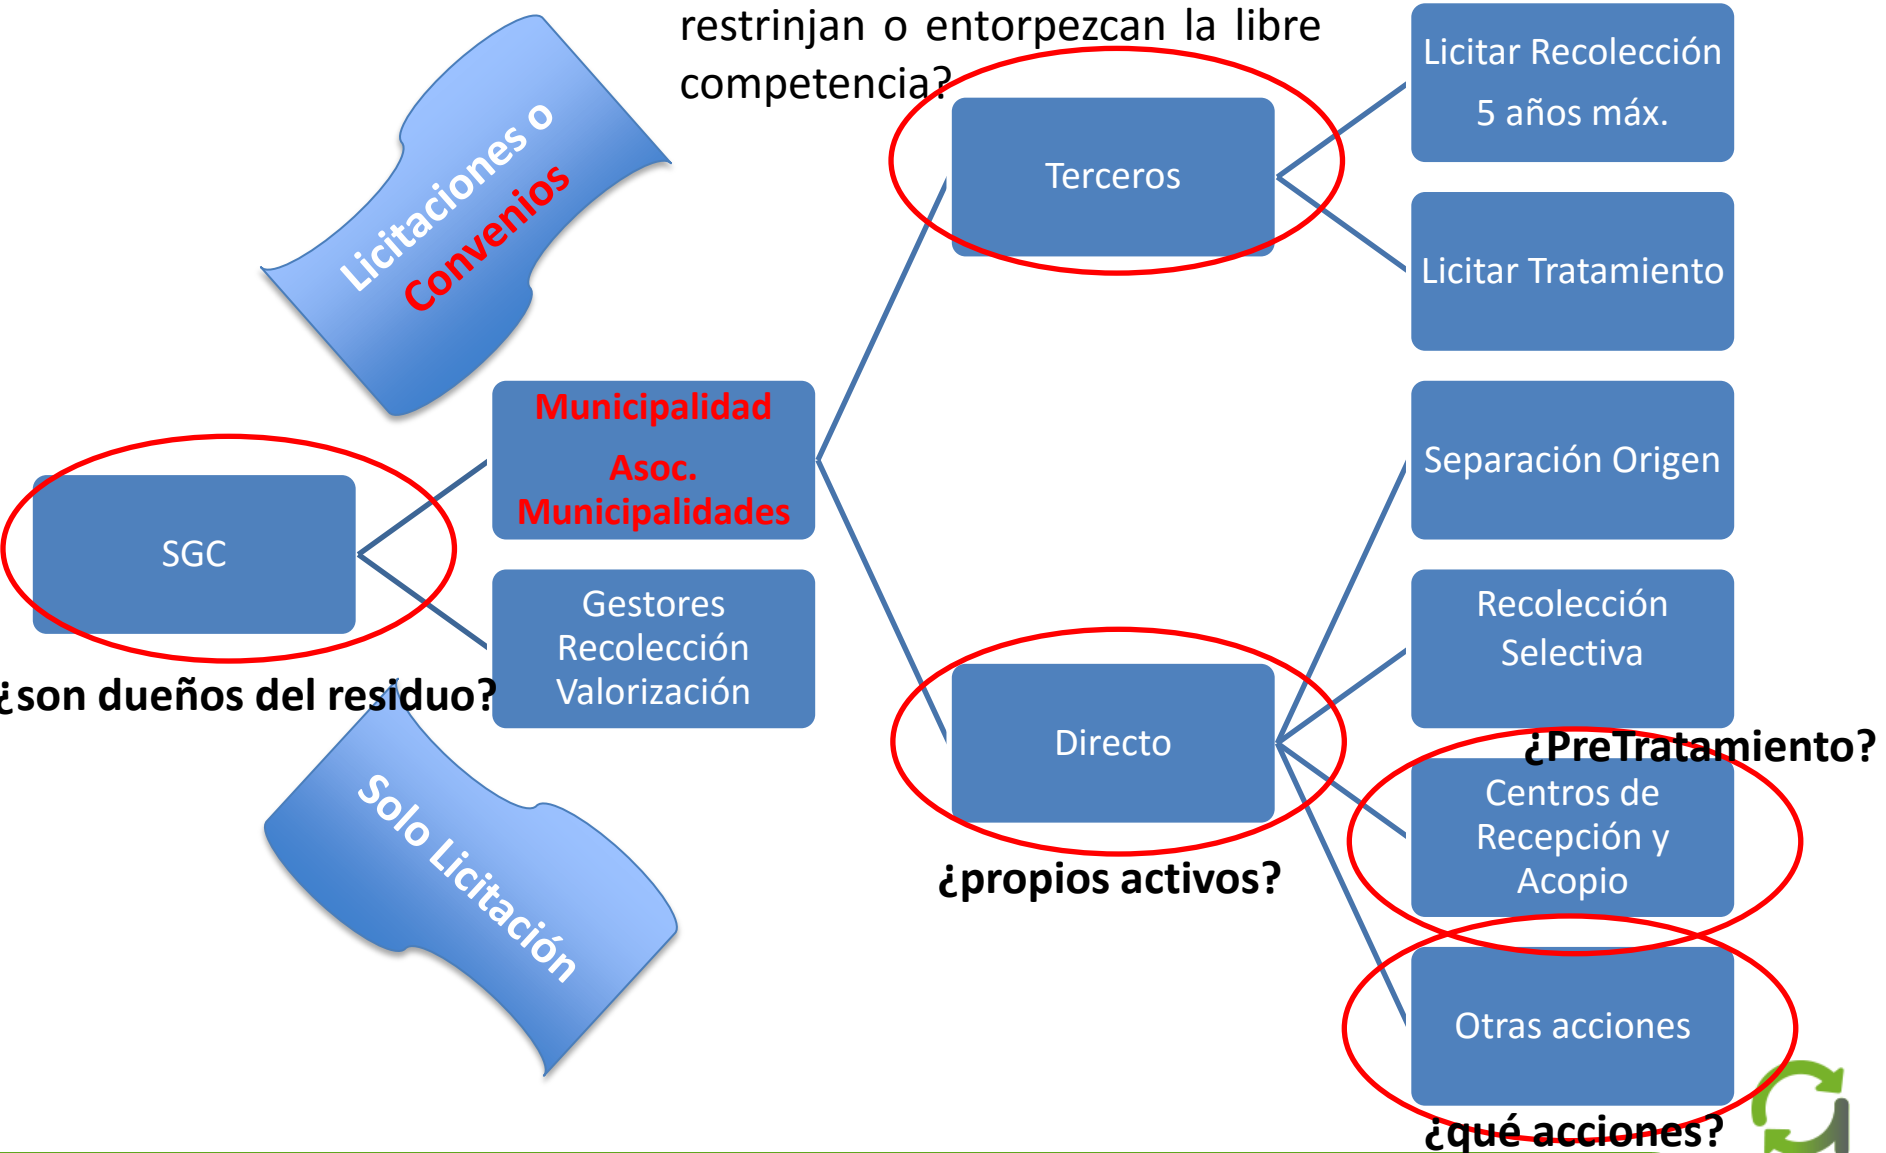 restrinjan o entorpezcan la libre
competencia?
Licitaciones o
Convenios
Terceros
Licitar Recolección
5 años máx.
Licitar Tratamiento
Municipalidad
Asoc.
Municipalidades
SGC
Gestores
Recolección
Valorización
¿son dueños del residuo?
Solo Licitación
Directo
¿propios activos?
Separación Origen
Recolección
Selectiva
¿PreTratamiento?
Centros de
Recepción y
Acopio
Otras acciones
¿qué acciones?